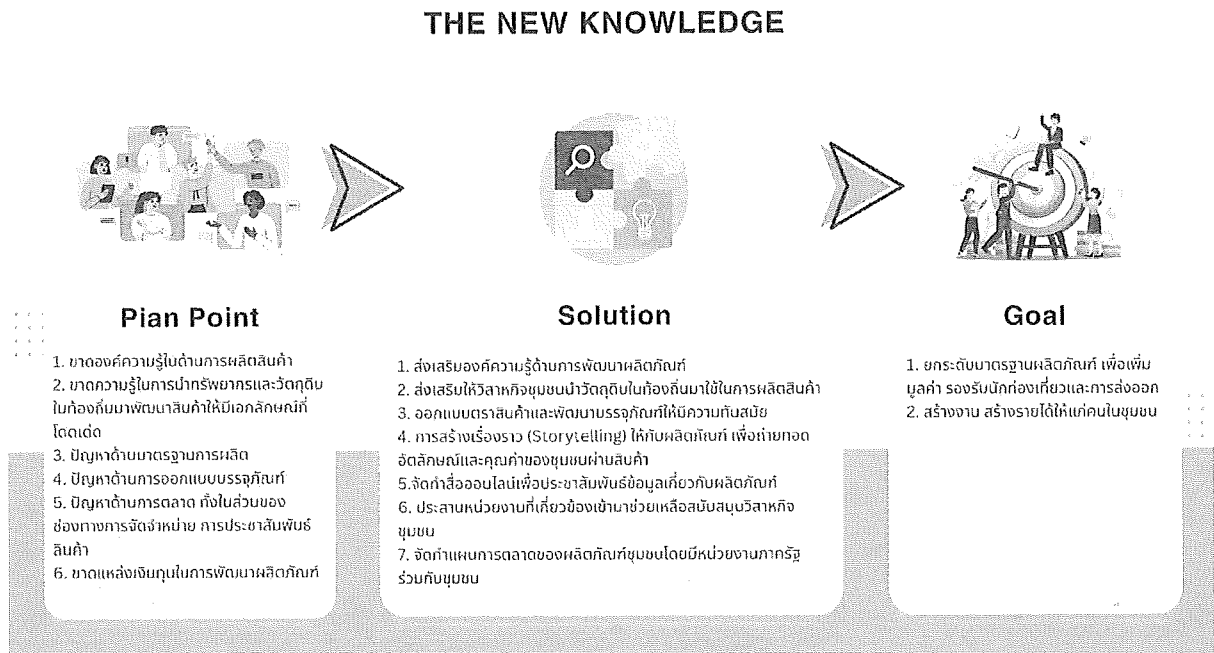 THE NEW KNOWLEDGE
Pian Point
1. ขาดองค์ความรู้ในด้านการผลิตสินค้า
2. ขาดความรู้ในการนำทรัพยากรและวัตถุดิบ
ในท้องถิ่นมาพัฒนาสินค้าให้มีเอกลักษณ์ที่
โดดเด่ด
3. ปัญหาด้านมาตรฐานการผลิต
4. ปัญหาด้านการออกแบบบรรจุภัณฑ์
5. ปัญหาด้านการตลาด ทั้งในส่วนของ
ช่องทางการจัดจำหน่าย การประชาสัมพันธ์
สินค้า
6. ขาดแหล่งเงินทุนในการพัฒนาผลิตภัณฑ์
Solution
1. ส่งเสริมองค์ความรู้ด้านการพัฒนาผลิตภัณฑ์
2. ส่งเสริมให้วิสาหกิจชุมชนนำวัตถุดิบในท้องถิ่นมาใช้ในการผลิตสินค้า
3. ออกแบบตราสินค้าและพัฒนาบรรจุภัณฑ์ให้มีความทันสมัย
4. การสร้างเรื่องราว (Storytelling) ให้กับผลิตภัณฑ์ เพื่อถ่ายทอด
อัตลักษณ์และคุณค่าของชุมชนผ่านสินค้า
5.จัดทำสื่อออนไลน์เพื่อประชาสัมพันธ์ข้อมูลเกี่ยวกับผลิตภัณฑ์
6. ประสานหน่วยงานที่เกี่ยวข้องเข้ามาช่วยเหลือสนับสนุนวิสาหกิจ
ชุมชน
7. จัดทำแผนการตลาดของผลิตภัณฑ์ชุมชนโดยมีหน่วยงานภาครัฐ
ร่วมกับชุมชน
Goal
1. ยกระดับมาตรฐานผลิตภัณฑ์ เพื่อเพิ่ม
มูลค่า รองรับนักท่องเที่ยวและการส่งออก
2. สร้างงาน สร้างรายได้ให้แก่คนในชุมชน